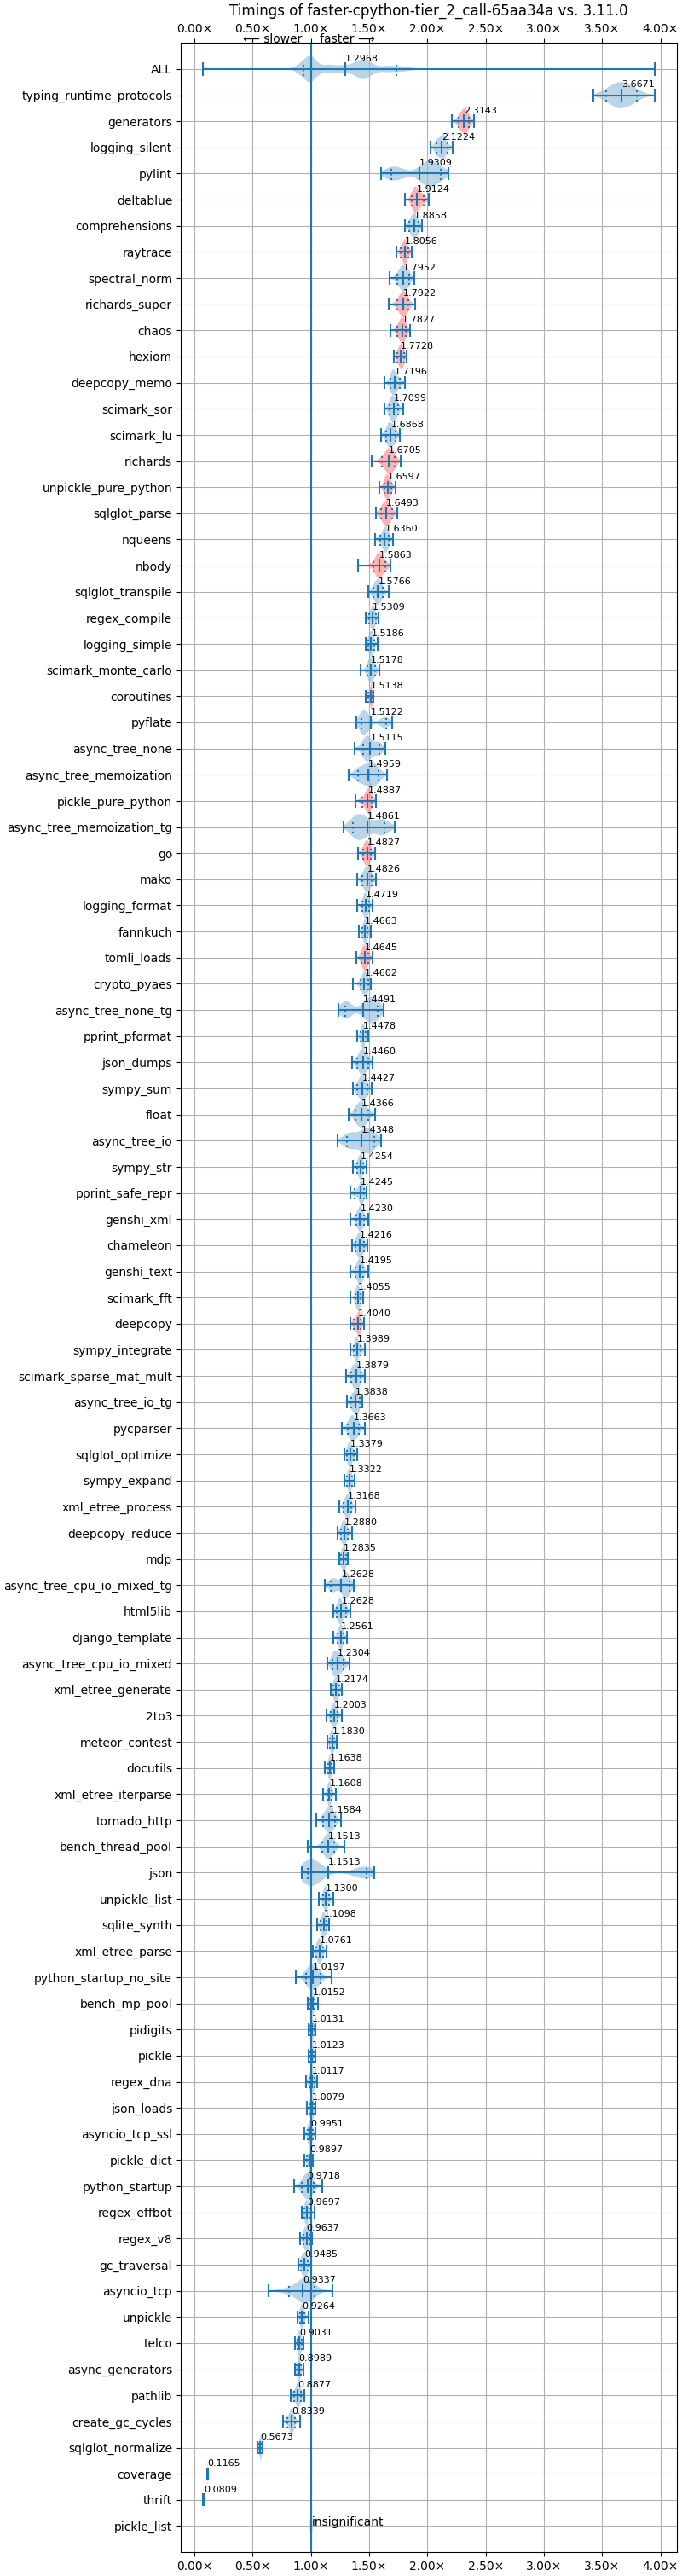 Timings of faster-cpython-tier_2_call-65aa34a vs. 3.11.0
0.00× 0.50× 1.00× 1.50× 2.00× 2.50× 3.00× 3.50× 4.00×
⟵ slower faster ⟶
ALL 1.2968
typing_runtime_protocols 3.6671
generators 2.3143
logging_silent 2.1224
pylint 1.9309
deltablue 1.9124
comprehensions 1.8858
raytrace 1.8056
spectral_norm 1.7952
richards_super 1.7922
chaos 1.7827
hexiom 1.7728
deepcopy_memo 1.7196
scimark_sor 1.7099
scimark_lu 1.6868
richards 1.6705
unpickle_pure_python 1.6597
sqlglot_parse 1.6493
nqueens 1.6360
nbody 1.5863
sqlglot_transpile 1.5766
regex_compile 1.5309
logging_simple 1.5186
scimark_monte_carlo 1.5178
coroutines 1.5138
pyflate 1.5122
async_tree_none 1.5115
async_tree_memoization 1.4959
pickle_pure_python 1.4887
async_tree_memoization_tg 1.4861
go 1.4827
mako 1.4826
logging_format 1.4719
fannkuch 1.4663
tomli_loads 1.4645
crypto_pyaes 1.4602
async_tree_none_tg 1.4491
pprint_pformat 1.4478
json_dumps 1.4460
sympy_sum 1.4427
float 1.4366
async_tree_io 1.4348
sympy_str 1.4254
pprint_safe_repr 1.4245
genshi_xml 1.4230
chameleon 1.4216
genshi_text 1.4195
scimark_fft 1.4055
deepcopy 1.4040
sympy_integrate 1.3989
scimark_sparse_mat_mult 1.3879
async_tree_io_tg 1.3838
pycparser 1.3663
sqlglot_optimize 1.3379
sympy_expand 1.3322
xml_etree_process 1.3168
deepcopy_reduce 1.2880
mdp 1.2835
async_tree_cpu_io_mixed_tg 1.2628
html5lib 1.2628
django_template 1.2561
async_tree_cpu_io_mixed 1.2304
xml_etree_generate 1.2174
2to3 1.2003
meteor_contest 1.1830
docutils 1.1638
xml_etree_iterparse 1.1608
tornado_http 1.1584
bench_thread_pool 1.1513
json 1.1513
unpickle_list 1.1300
sqlite_synth 1.1098
xml_etree_parse 1.0761
python_startup_no_site 1.0197
bench_mp_pool 1.0152
pidigits 1.0131
pickle 1.0123
regex_dna 1.0117
json_loads 1.0079
asyncio_tcp_ssl 0.9951
pickle_dict 0.9897
python_startup 0.9718
regex_effbot 0.9697
regex_v8 0.9637
gc_traversal 0.9485
asyncio_tcp 0.9337
unpickle 0.9264
telco 0.9031
async_generators 0.8989
pathlib 0.8877
create_gc_cycles 0.8339
sqlglot_normalize 0.5673
coverage 0.1165
thrift 0.0809
pickle_list insignificant
0.00× 0.50× 1.00× 1.50× 2.00× 2.50× 3.00× 3.50× 4.00×